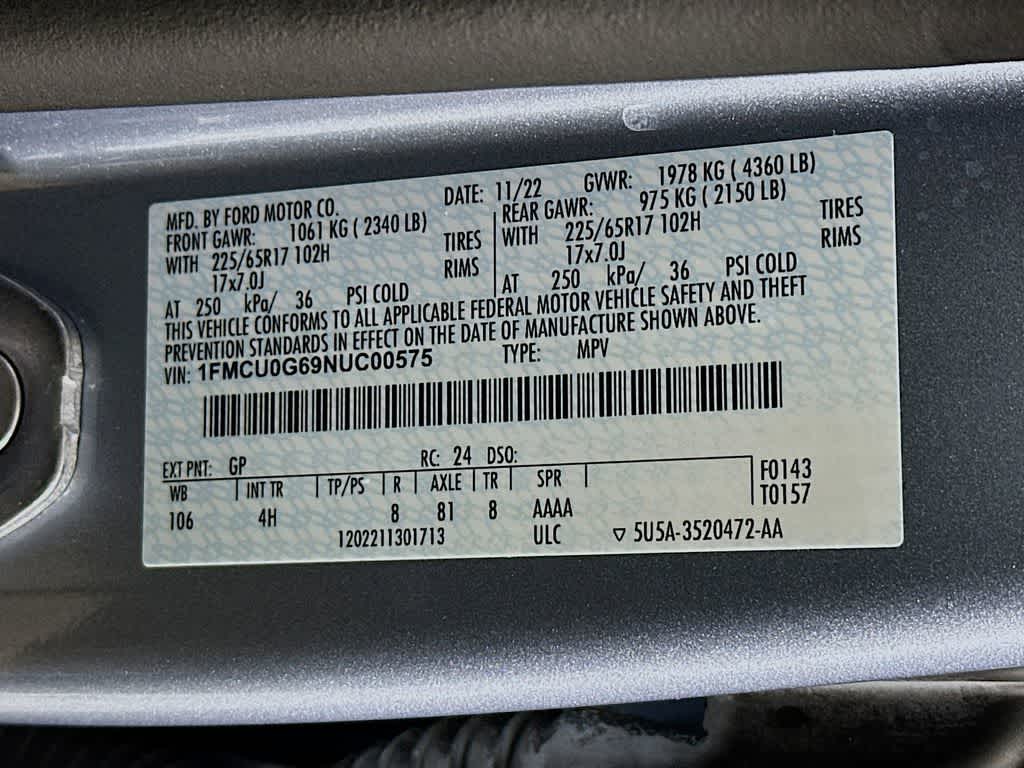 MFD. BY FORD MOTOR CO. DATE: 11/22 GVWR: 1978 KG ( 4360 LB)
FRONT GAWR: 1061 KG ( 2340 LB) REAR GAWR: 975 KG ( 2150 LB)
WITH 225/65R17 102H TIRES WITH 225/65R17 102H TIRES
17x7.0J RIMS 17x7.0J RIMS
AT 250 kPa/ 36 PSI COLD AT 250 kPa/ 36 PSI COLD
THIS VEHICLE CONFORMS TO ALL APPLICABLE FEDERAL MOTOR VEHICLE SAFETY AND THEFT
PREVENTION STANDARDS IN EFFECT ON THE DATE OF MANUFACTURE SHOWN ABOVE.
VIN: 1FMCU0G69NUC00575 TYPE: MPV
EXT PNT: GP RC: 24 DSO:
WB INT TR TP/PS R AXLE TR SPR F0143
106 4H 8 81 8 AAAA T0157
1202211301713 ULC ▽ 5U5A-3520472-AA